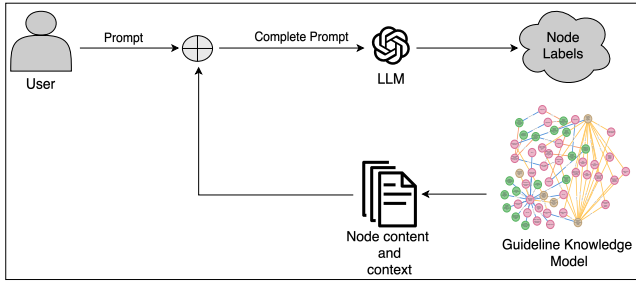 Prompt
Complete Prompt
Node
Labels
User
LLM
Node content
and
context
Guideline Knowledge
Model